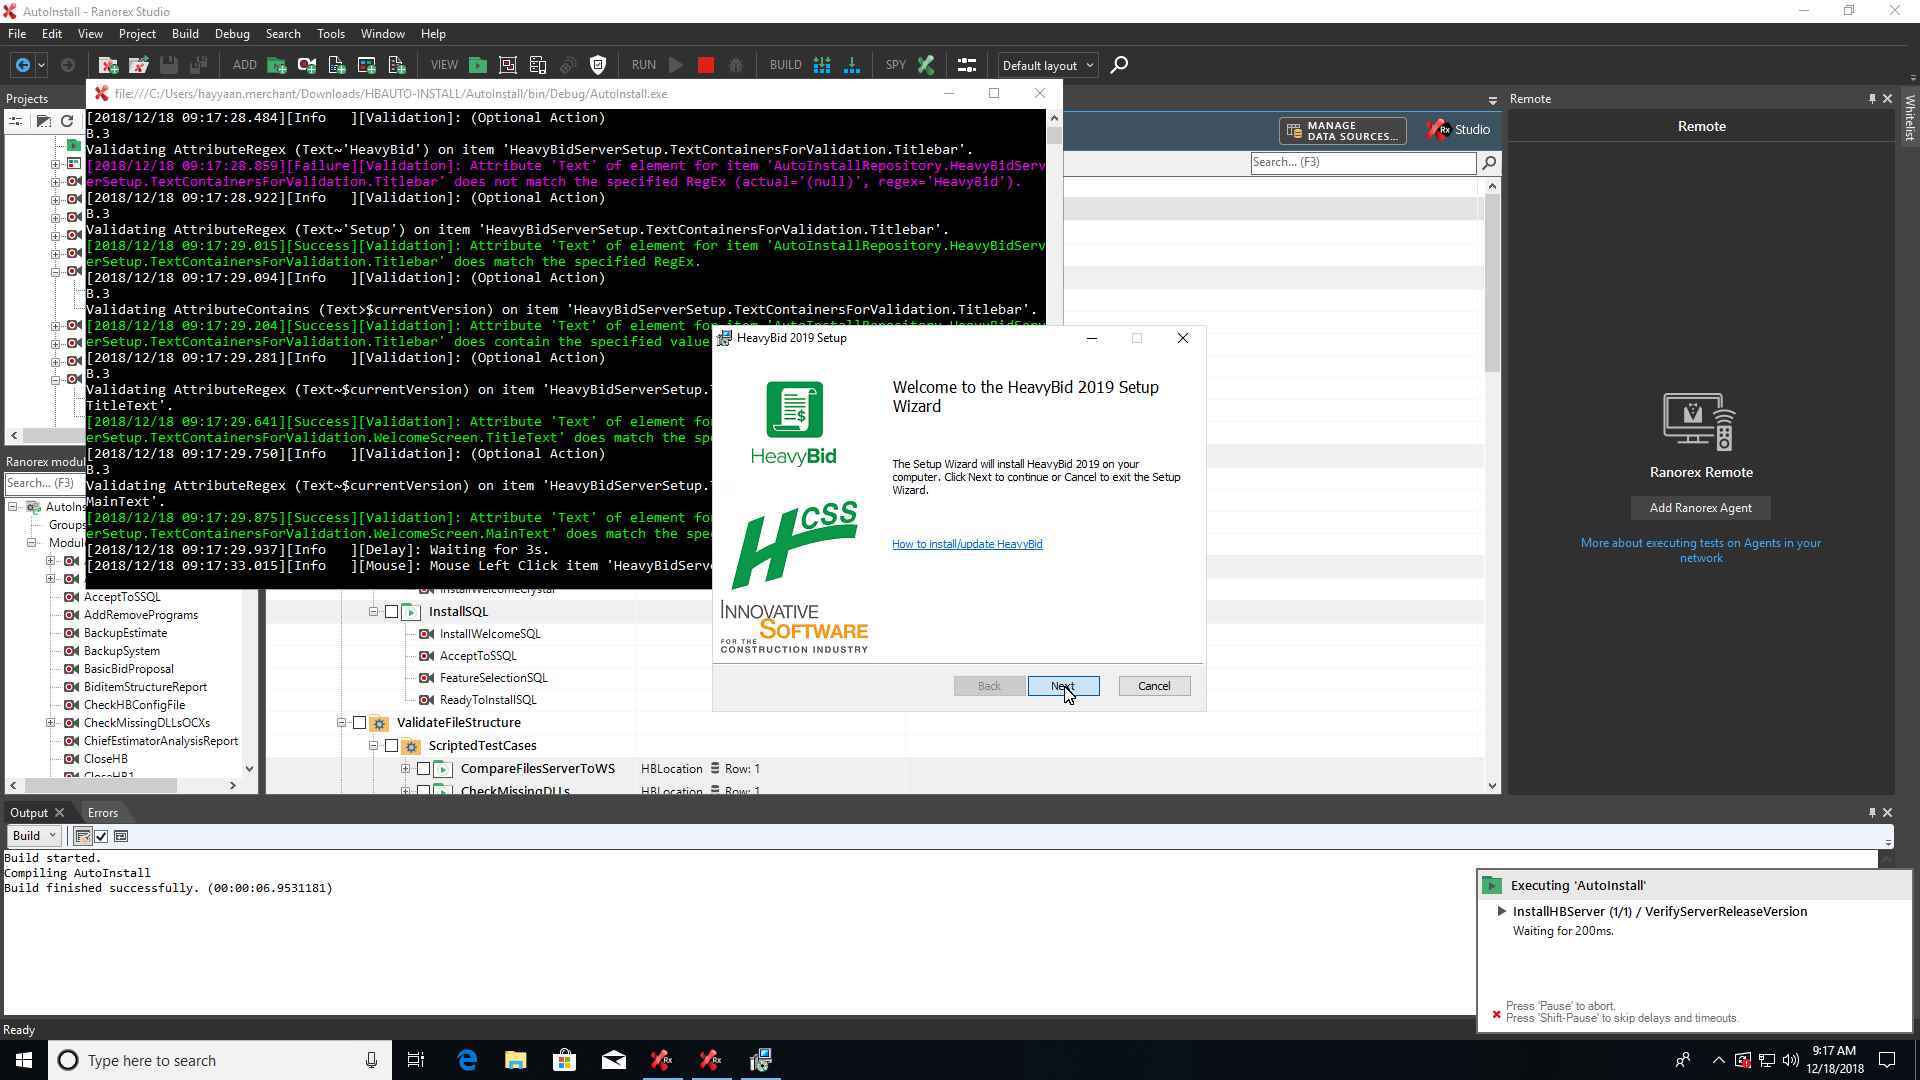 AutoInstall - Ranorex Studio
File Edit View Project Build Debug Search Tools Window Help
ADD VIEW RUN BUILD SPY Default layout
Projects
file:///C:/Users/hayyaan.merchant/Downloads/HBAUTO-INSTALL/AutoInstall/bin/Debug/AutoInstall.exe
[2018/12/18 09:17:28.484][Info   ][Validation]: (Optional Action)
B.3
Validating AttributeRegex (Text~'HeavyBid') on item 'HeavyBidServerSetup.TextContainersForValidation.Titlebar'.
[2018/12/18 09:17:28.859][Failure][Validation]: Attribute 'Text' of element for item 'AutoInstallRepository.HeavyBidServ
erSetup.TextContainersForValidation.Titlebar' does not match the specified RegEx (actual='(null)', regex='HeavyBid').
[2018/12/18 09:17:28.922][Info   ][Validation]: (Optional Action)
B.3
Validating AttributeRegex (Text~'Setup') on item 'HeavyBidServerSetup.TextContainersForValidation.Titlebar'.
[2018/12/18 09:17:29.015][Success][Validation]: Attribute 'Text' of element for item 'AutoInstallRepository.HeavyBidServ
erSetup.TextContainersForValidation.Titlebar' does match the specified RegEx.
[2018/12/18 09:17:29.094][Info   ][Validation]: (Optional Action)
B.3
Validating AttributeContains (Text>$currentVersion) on item 'HeavyBidServerSetup.TextContainersForValidation.Titlebar'.
[2018/12/18 09:17:29.204][Success][Validation]: Attribute 'Text' of element for item 'AutoInstallRepository.HeavyBidServ
erSetup.TextContainersForValidation.Titlebar' does contain the specified value
[2018/12/18 09:17:29.281][Info   ][Validation]: (Optional Action)
B.3
Validating AttributeRegex (Text~$currentVersion) on item 'HeavyBidServerSetup.
TitleText'.
[2018/12/18 09:17:29.641][Success][Validation]: Attribute 'Text' of element fo
erSetup.TextContainersForValidation.WelcomeScreen.TitleText' does match the spe
[2018/12/18 09:17:29.750][Info   ][Validation]: (Optional Action)
B.3
Validating AttributeRegex (Text~$currentVersion) on item 'HeavyBidServerSetup.
MainText'.
[2018/12/18 09:17:29.875][Success][Validation]: Attribute 'Text' of element fo
erSetup.TextContainersForValidation.WelcomeScreen.MainText' does match the spe
[2018/12/18 09:17:29.937][Info   ][Delay]: Waiting for 3s.
[2018/12/18 09:17:33.015][Info   ][Mouse]: Mouse Left Click item 'HeavyBidServe
HeavyBid 2019 Setup
HeavyBid
HCSS
INNOVATIVE
SOFTWARE
FOR THE
CONSTRUCTION INDUSTRY
Welcome to the HeavyBid 2019 Setup
Wizard
The Setup Wizard will install HeavyBid 2019 on your
computer. Click Next to continue or Cancel to exit the Setup
Wizard.
How to install/update HeavyBid
Back Next Cancel
MANAGE
DATA SOURCES...
Rx Studio
Search... (F3)
Remote
Remote
Whitelist
Ranorex Remote
Add Ranorex Agent
More about executing tests on Agents in your
network
Ranorex modu
Search... (F3)
AutoIns
Groups
Modul
AcceptToSSQL
AddRemovePrograms
BackupEstimate
BackupSystem
BasicBidProposal
BiditemStructureReport
CheckHBConfigFile
CheckMissingDLLsOCXs
ChiefEstimatorAnalysisReport
CloseHB
CloseHB1
InstallWelcomeCrystal
InstallSQL
InstallWelcomeSQL
AcceptToSSQL
FeatureSelectionSQL
ReadyToInstallSQL
ValidateFileStructure
ScriptedTestCases
CompareFilesServerToWS HBLocation Row: 1
CheckMissingDLLs HBLocation Row: 1
Output Errors
Build
Build started.
Compiling AutoInstall
Build finished successfully. (00:00:06.9531181)
Executing 'AutoInstall'
InstallHBServer (1/1) / VerifyServerReleaseVersion
Waiting for 200ms.
Press 'Pause' to abort.
Press 'Shift-Pause' to skip delays and timeouts.
Ready
Type here to search
9:17 AM
12/18/2018